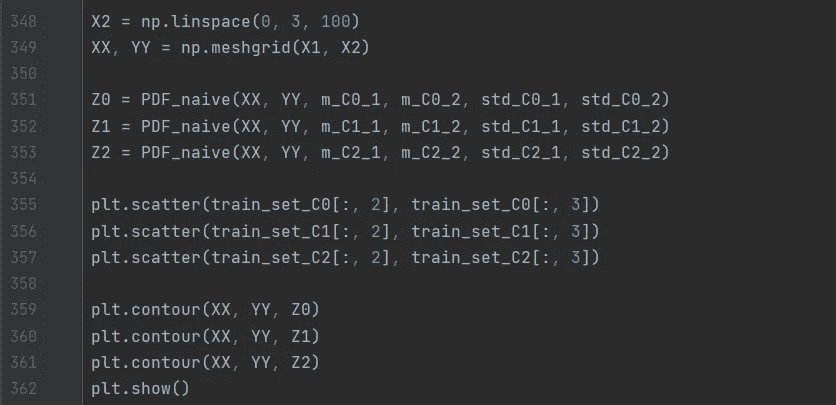 348 X2 = np.linspace(0, 3, 100)
349 XX, YY = np.meshgrid(X1, X2)
350
351 Z0 = PDF_naive(XX, YY, m_C0_1, m_C0_2, std_C0_1, std_C0_2)
352 Z1 = PDF_naive(XX, YY, m_C1_1, m_C1_2, std_C1_1, std_C1_2)
353 Z2 = PDF_naive(XX, YY, m_C2_1, m_C2_2, std_C2_1, std_C2_2)
354
355 plt.scatter(train_set_C0[:, 2], train_set_C0[:, 3])
356 plt.scatter(train_set_C1[:, 2], train_set_C1[:, 3])
357 plt.scatter(train_set_C2[:, 2], train_set_C2[:, 3])
358
359 plt.contour(XX, YY, Z0)
360 plt.contour(XX, YY, Z1)
361 plt.contour(XX, YY, Z2)
362 plt.show()